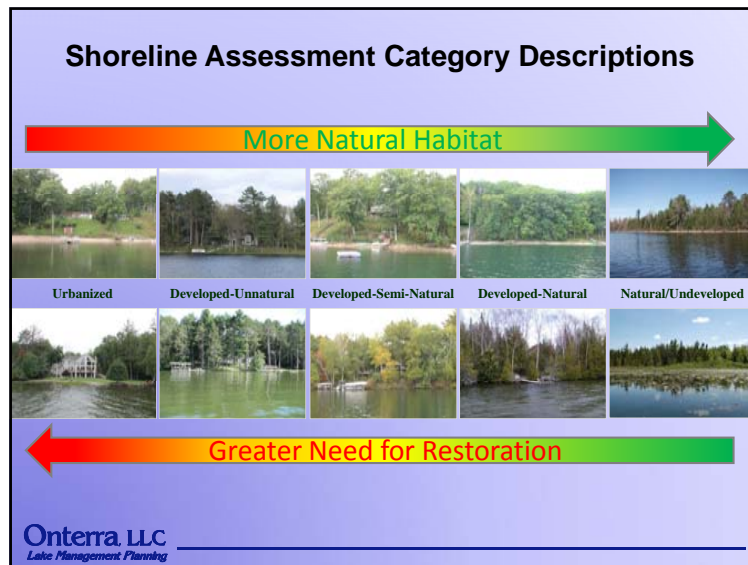 Shoreline Assessment Category Descriptions
More Natural Habitat
Urbanized
Developed-Unnatural
Developed-Semi-Natural
Developed-Natural
Natural/Undeveloped
Greater Need for Restoration
Onterra, LLC
Lake Management Planning